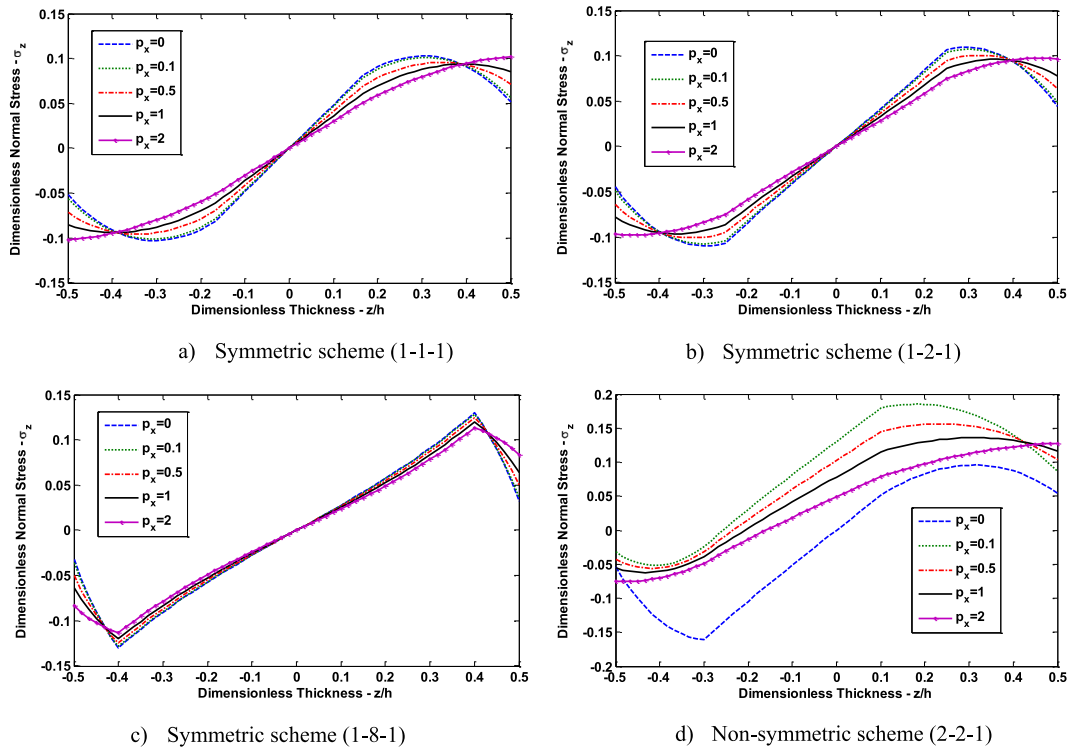 0.15
0.1
0.05
0
-0.05
-0.1
-0.15
-0.5 -0.4 -0.3 -0.2 -0.1 0 0.1 0.2 0.3 0.4 0.5
Dimensionless Normal Stress - σz
Dimensionless Thickness - z/h
px=0
px=0.1
px=0.5
px=1
px=2
a) Symmetric scheme (1-1-1)
0.15
0.1
0.05
0
-0.05
-0.1
-0.15
-0.5 -0.4 -0.3 -0.2 -0.1 0 0.1 0.2 0.3 0.4 0.5
Dimensionless Normal Stress - σz
Dimensionless Thickness - z/h
px=0
px=0.1
px=0.5
px=1
px=2
b) Symmetric scheme (1-2-1)
0.15
0.1
0.05
0
-0.05
-0.1
-0.15
-0.5 -0.4 -0.3 -0.2 -0.1 0 0.1 0.2 0.3 0.4 0.5
Dimensionless Normal Stress - σz
Dimensionless Thickness - z/h
px=0
px=0.1
px=0.5
px=1
px=2
c) Symmetric scheme (1-8-1)
0.2
0.15
0.1
0.05
0
-0.05
-0.1
-0.15
-0.2
-0.5 -0.4 -0.3 -0.2 -0.1 0 0.1 0.2 0.3 0.4 0.5
Dimensionless Normal Stress - σz
Dimensionless Thickness - z/h
px=0
px=0.1
px=0.5
px=1
px=2
d) Non-symmetric scheme (2-2-1)